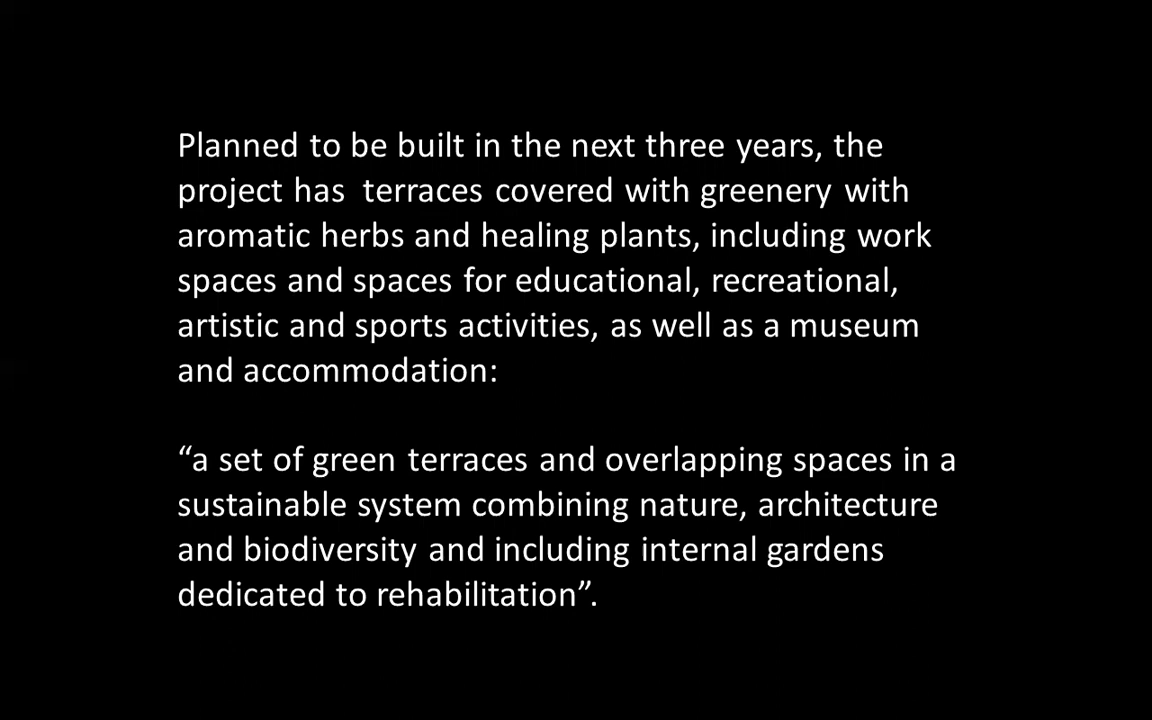 Planned to be built in the next three years, the
project has  terraces covered with greenery with
aromatic herbs and healing plants, including work
spaces and spaces for educational, recreational,
artistic and sports activities, as well as a museum
and accommodation:
“a set of green terraces and overlapping spaces in a
sustainable system combining nature, architecture
and biodiversity and including internal gardens
dedicated to rehabilitation”.